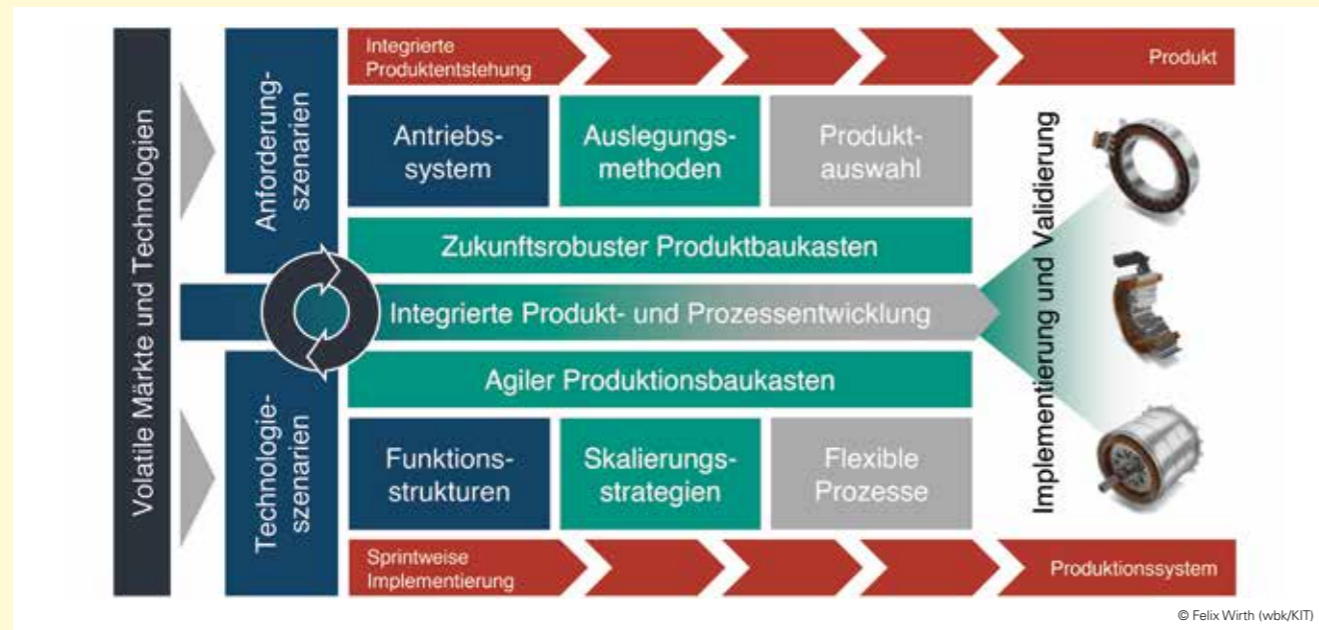 Volatile Märkte und Technologien
Anforderung-
szenarien
Technologie-
szenarien
Integrierte
Produktentstehung
Produkt
Antriebs-
system
Auslegungs-
methoden
Produkt-
auswahl
Zukunftsrobuster Produktbaukasten
Integrierte Produkt- und Prozessentwicklung
Agiler Produktionsbaukasten
Funktions-
strukturen
Skalierungs-
strategien
Flexible
Prozesse
Sprintweise
Implementierung
Produktionssystem
Implementierung und Validierung
© Felix Wirth (wbk/KIT)